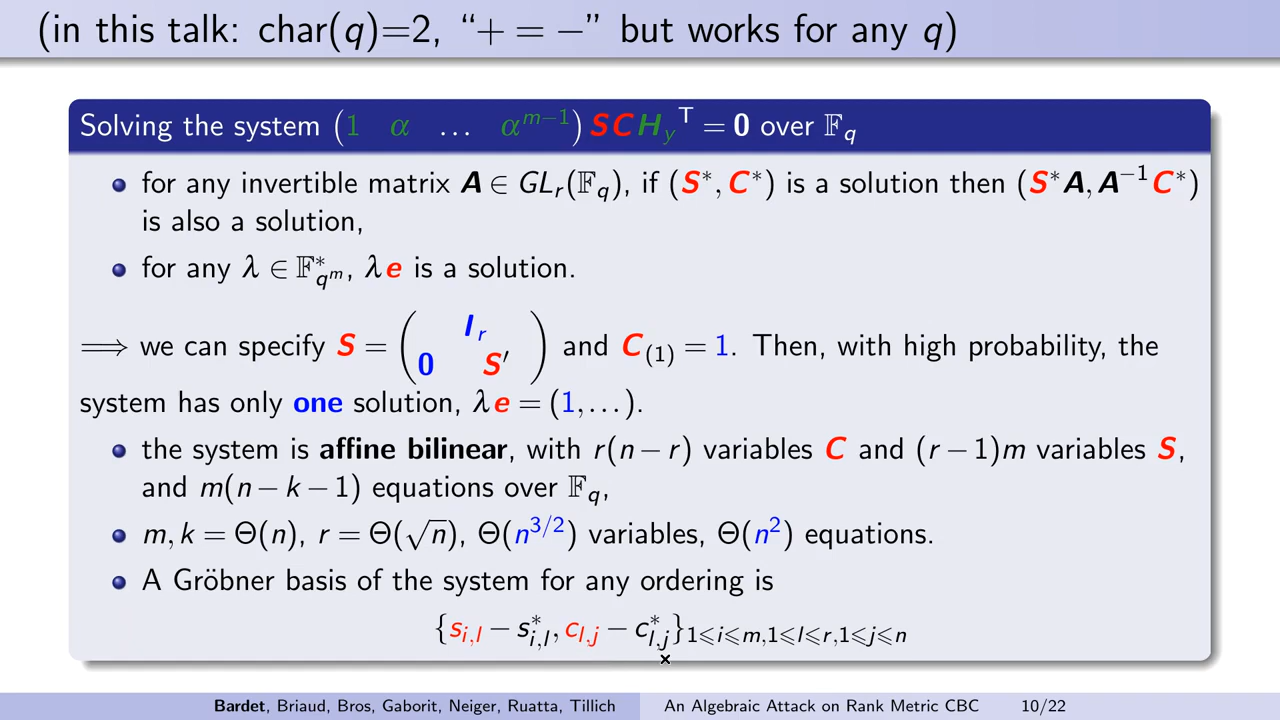 (in this talk: char(q)=2, “+ = −” but works for any q)
Solving the system (1 α … α^{m−1}) SCH_y^T = 0 over 𝔽_q
for any invertible matrix A ∈ GL_r(𝔽_q), if (S*, C*) is a solution then (S*A, A^{−1}C*)
is also a solution,
for any λ ∈ 𝔽*_{q^m}, λe is a solution.
⟹ we can specify S = ( I_r 0 S′ ) and C_{(1)} = 1. Then, with high probability, the
system has only one solution, λe = (1, …).
the system is affine bilinear, with r(n − r) variables C and (r − 1)m variables S,
and m(n − k − 1) equations over 𝔽_q,
m, k = Θ(n), r = Θ(√n), Θ(n^{3/2}) variables, Θ(n^2) equations.
A Gröbner basis of the system for any ordering is
{s_{i,l} − s*_{i,l}, c_{l,j} − c*_{l,j}}_{1⩽i⩽m,1⩽l⩽r,1⩽j⩽n}
Bardet, Briaud, Bros, Gaborit, Neiger, Ruatta, Tillich An Algebraic Attack on Rank Metric CBC 10/22